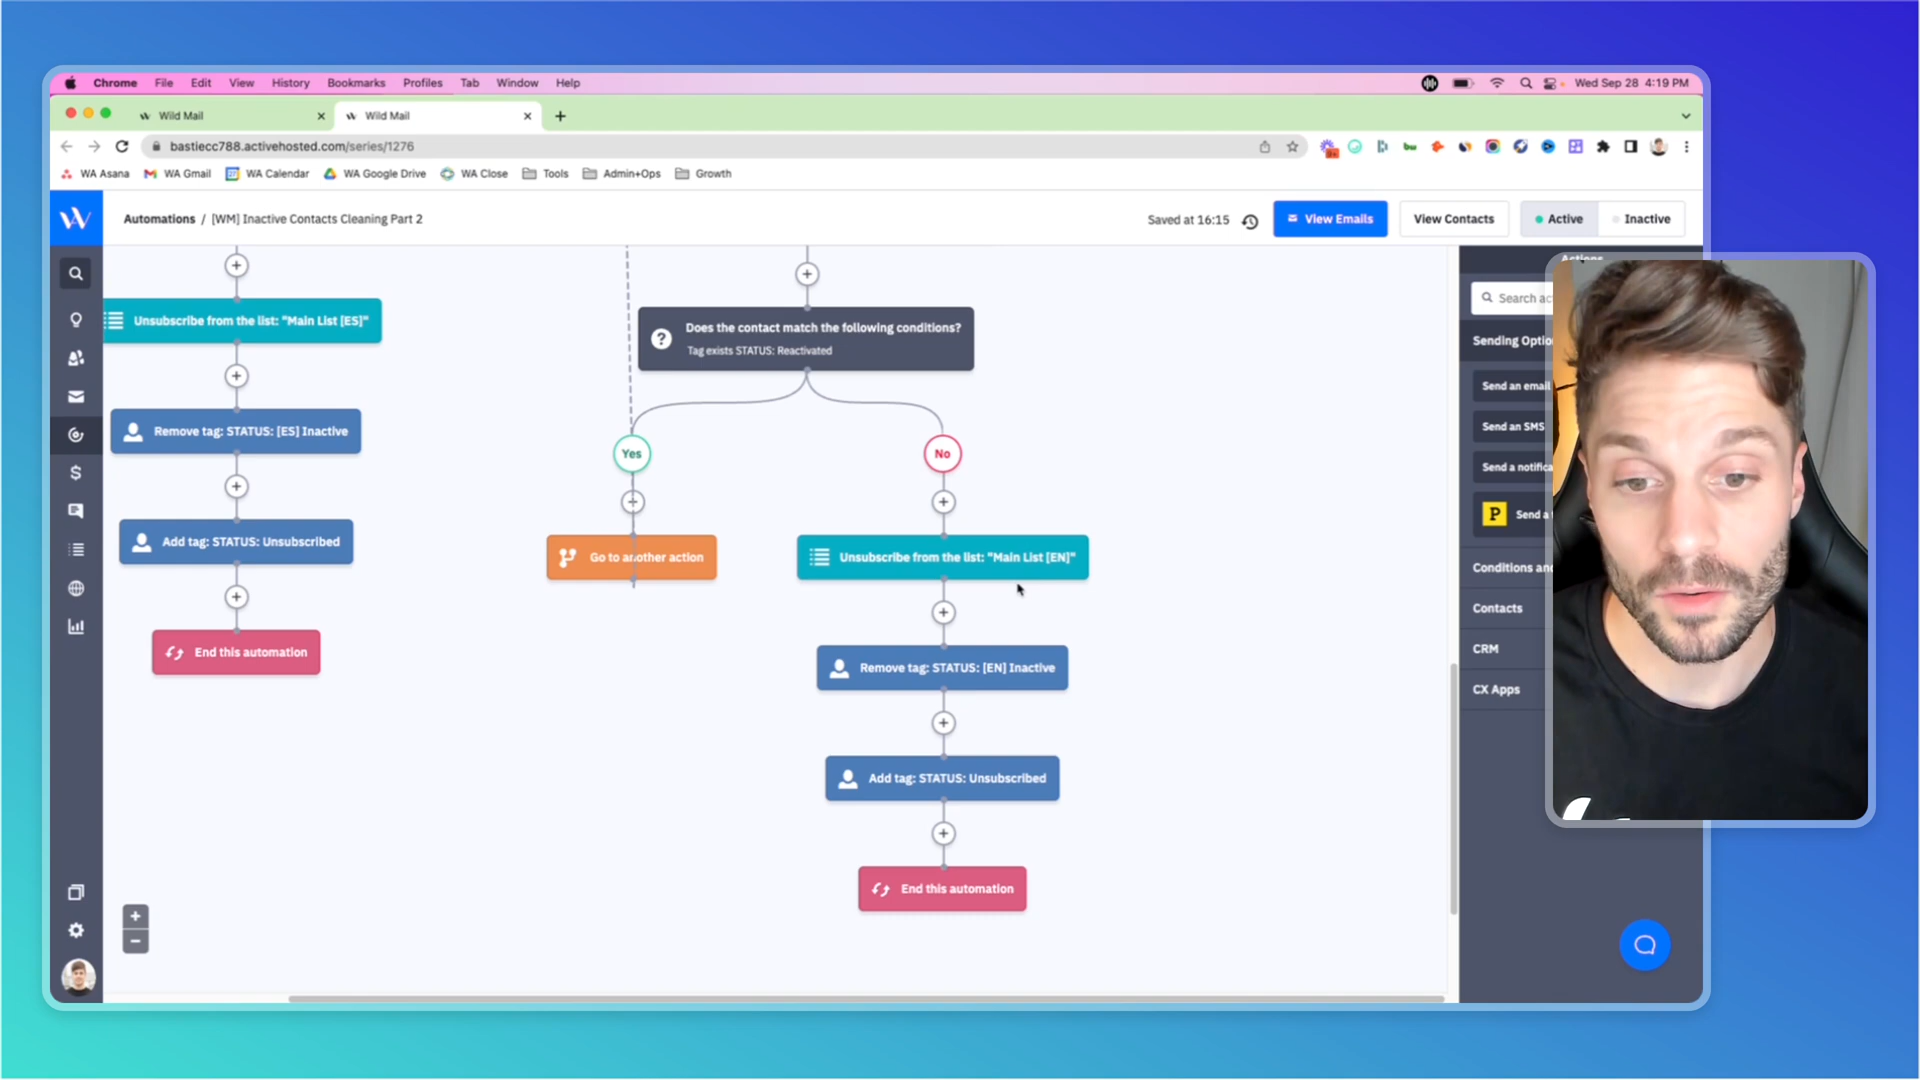 Chrome File Edit View History Bookmarks Profiles Tab Window Help Wed Sep 28 4:19 PM
Wild Mail
Wild Mail
bastiecc788.activehosted.com/series/1276
WA Asana WA Gmail WA Calendar WA Google Drive WA Close Tools Admin+Ops Growth
Automations / [WM] Inactive Contacts Cleaning Part 2
Saved at 16:15
View Emails
View Contacts
Active
Inactive
Unsubscribe from the list: "Main List [ES]"
Remove tag: STATUS: [ES] Inactive
Add tag: STATUS: Unsubscribed
End this automation
Does the contact match the following conditions?
Tag exists STATUS: Reactivated
Yes
No
Go to another action
Unsubscribe from the list: "Main List [EN]"
Remove tag: STATUS: [EN] Inactive
Add tag: STATUS: Unsubscribed
End this automation
Search
Sending
Send an email
Send an SMS
Send a
P Send a
Conditions
Contacts
CRM
CX Apps